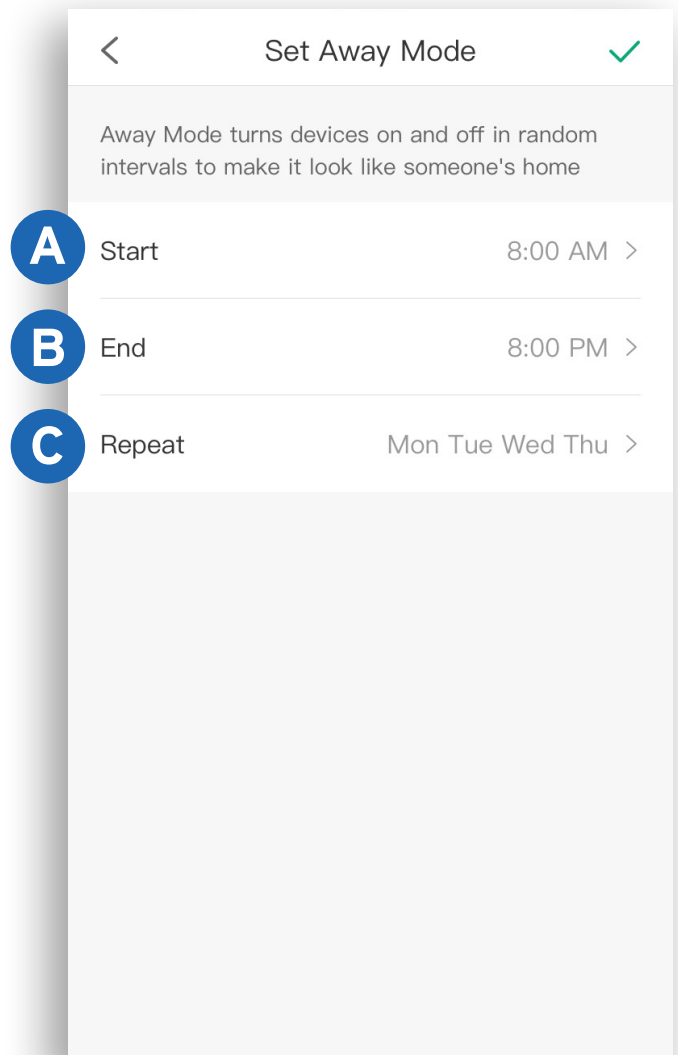 Set Away Mode
Away Mode turns devices on and off in random
intervals to make it look like someone's home
A Start 8:00 AM
B End 8:00 PM
C Repeat Mon Tue Wed Thu